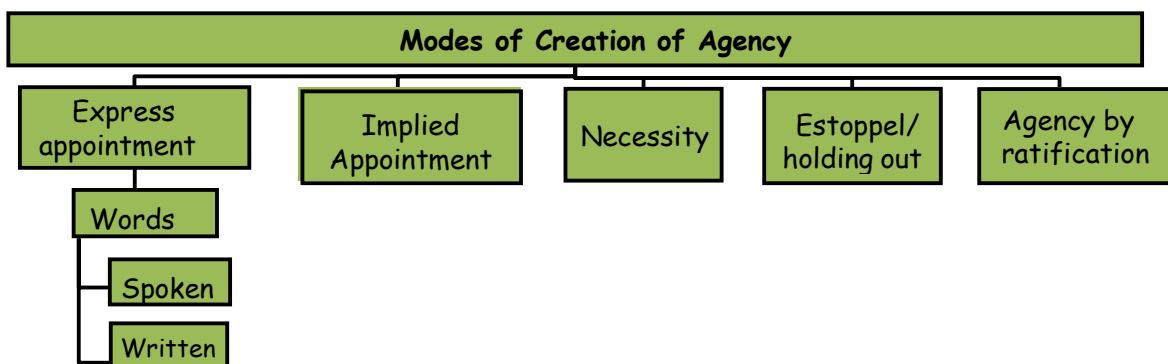 Modes of Creation of Agency
Express
appointment
Implied
Appointment
Necessity
Estoppel/
holding out
Agency by
ratification
Words
Spoken
Written